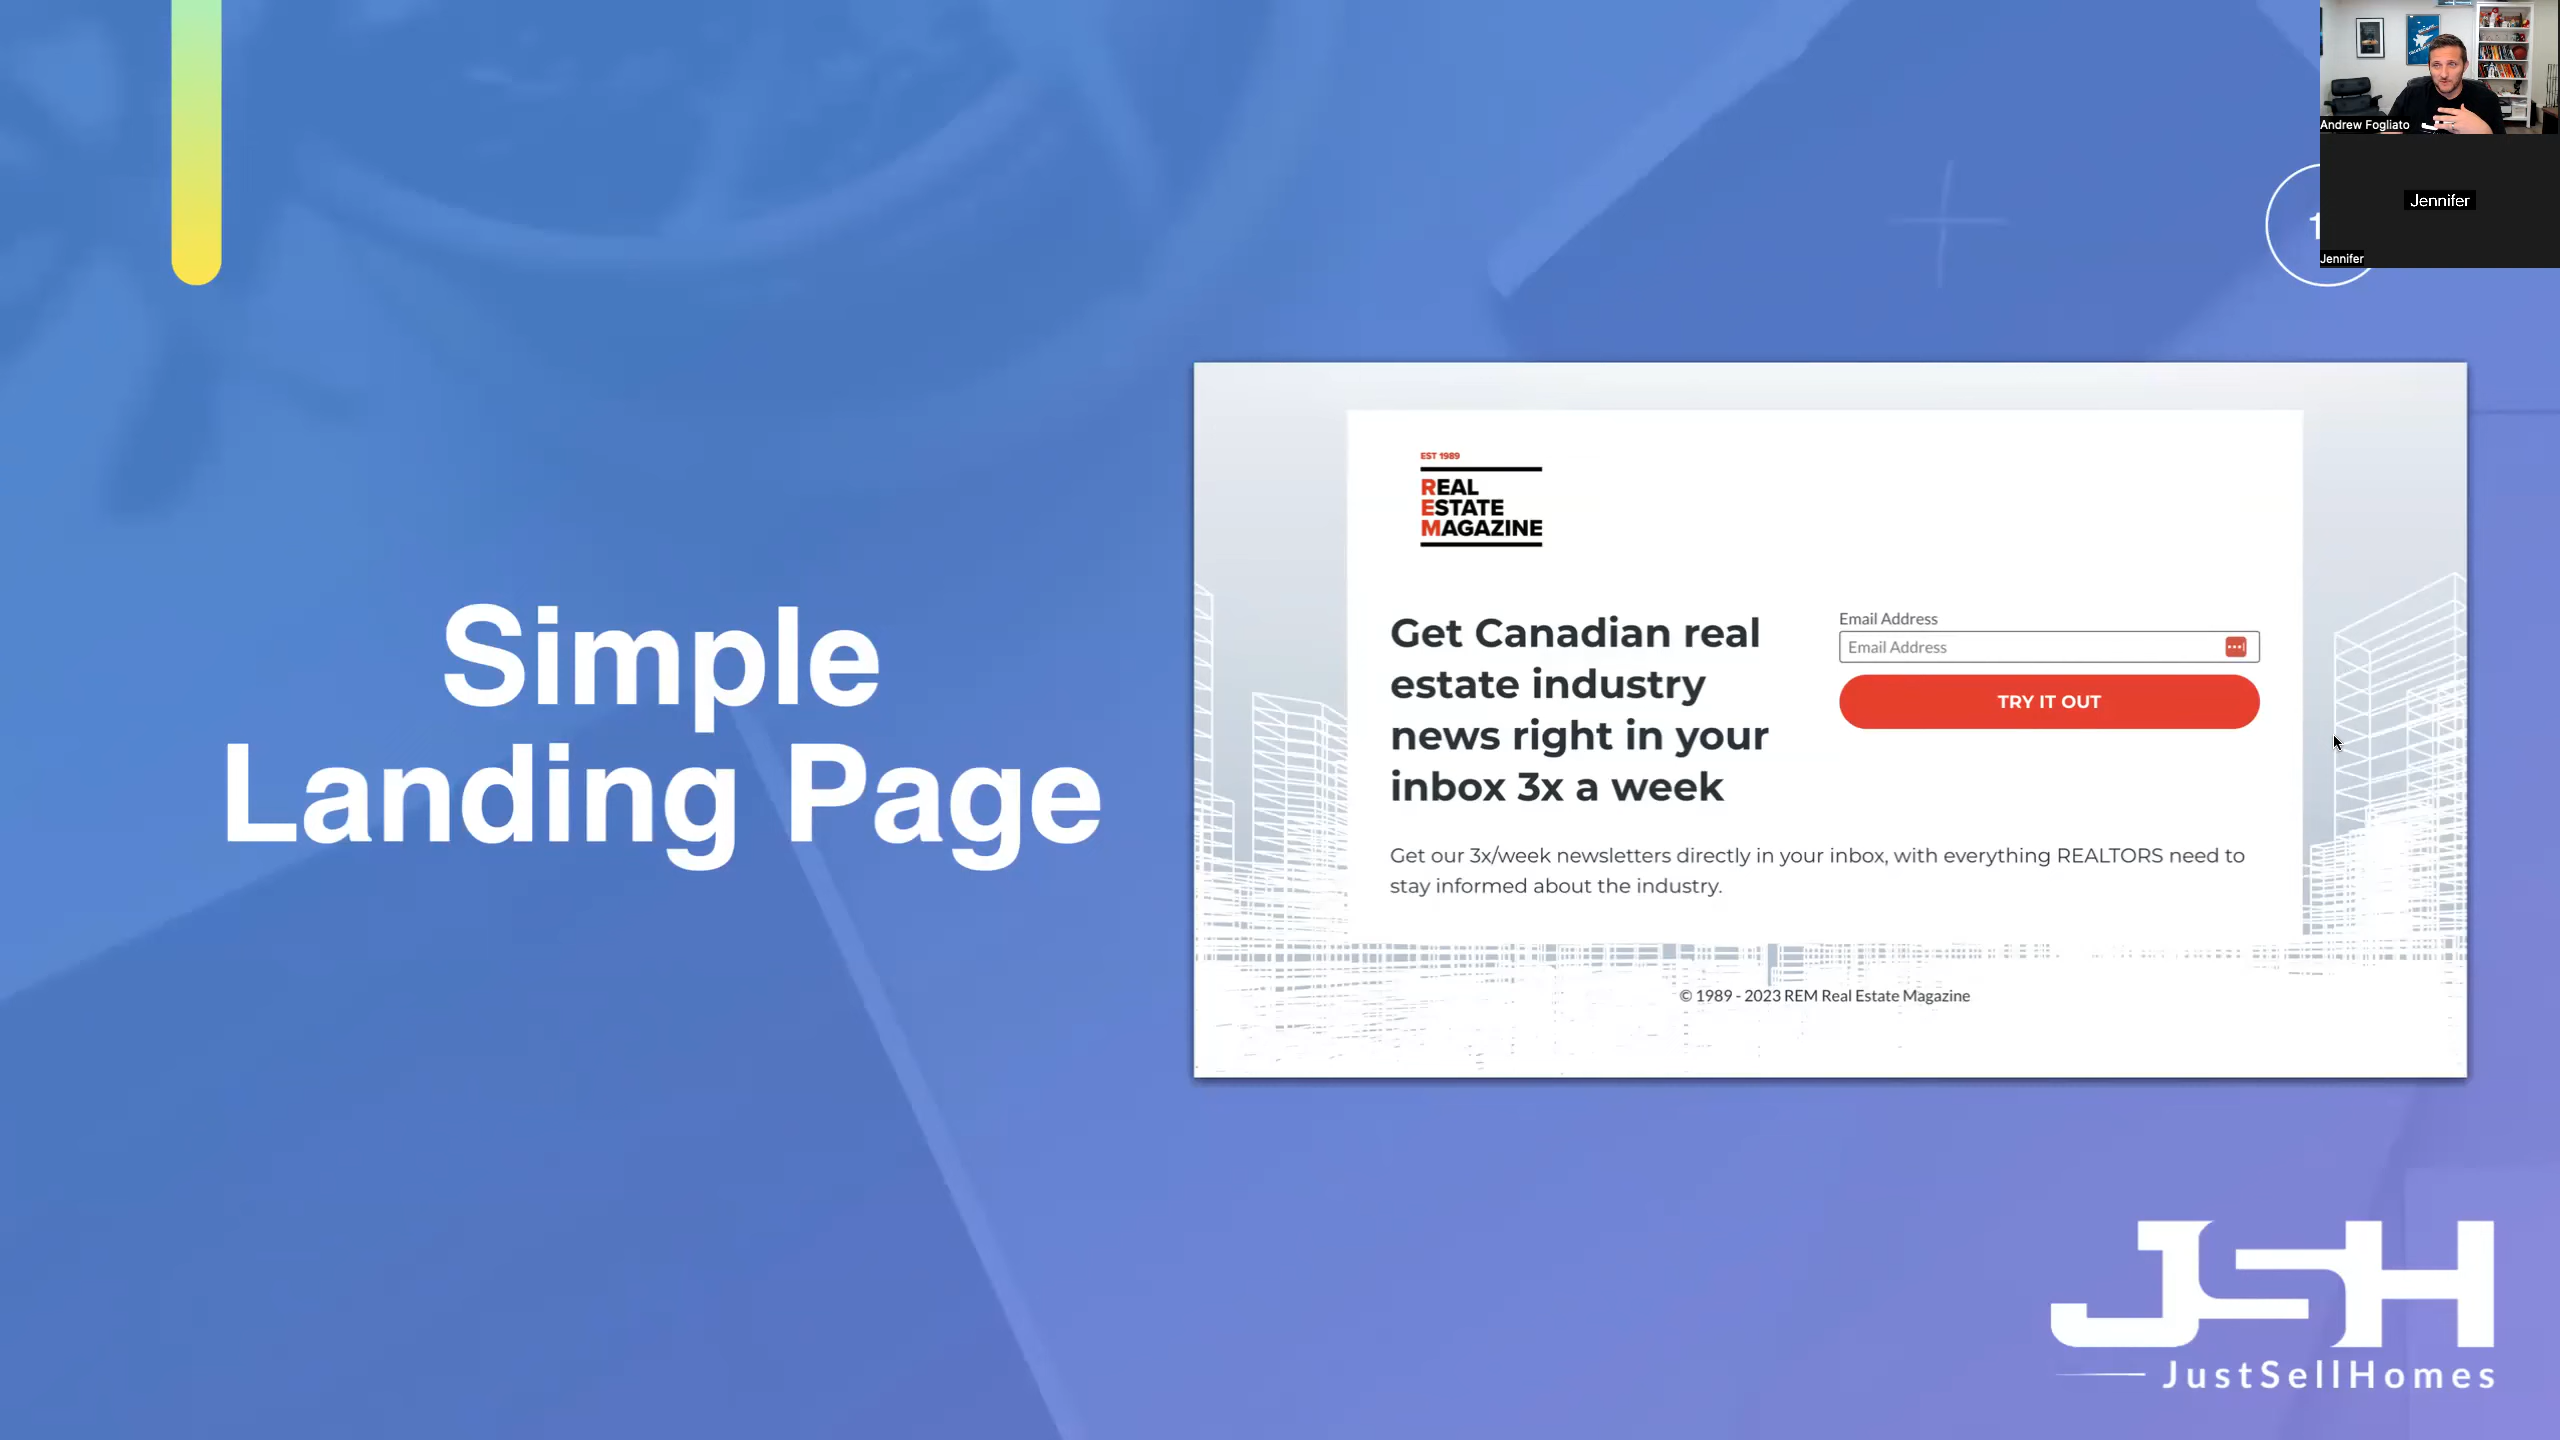 Andrew Fogliato
Jennifer
Jennifer
Simple
Landing Page
EST 1989
REAL
ESTATE
MAGAZINE
Get Canadian real
estate industry
news right in your
inbox 3x a week
Email Address
Email Address
TRY IT OUT
Get our 3x/week newsletters directly in your inbox, with everything REALTORS need to
stay informed about the industry.
© 1989 - 2023 REM Real Estate Magazine
JSH
JustSellHomes